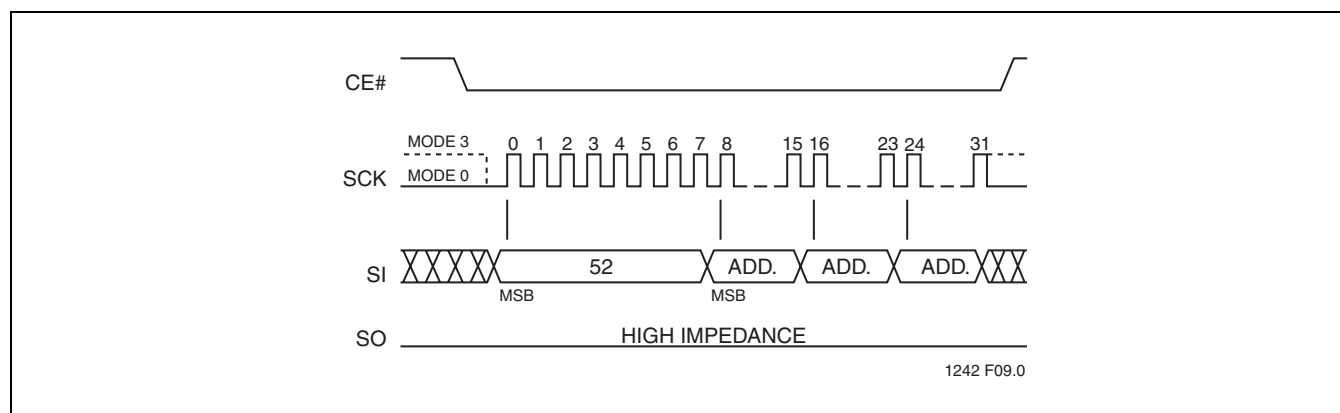 CE#
MODE 3 0 1 2 3 4 5 6 7 8 15 16 23 24 31
SCK MODE 0
SI 52 ADD. ADD. ADD.
MSB MSB
SO HIGH IMPEDANCE
1242 F09.0